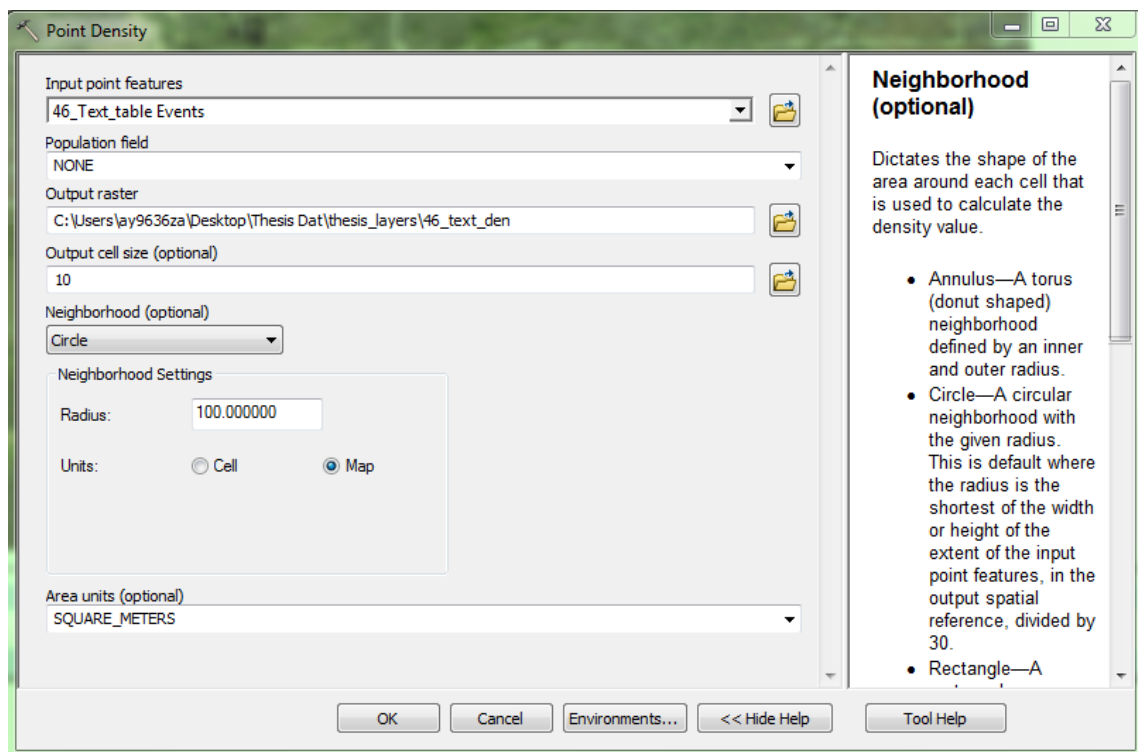 Point Density
Input point features
46_Text_table Events
Population field
NONE
Output raster
C:\Users\ay9636za\Desktop\Thesis Dat\thesis_layers\46_text_den
Output cell size (optional)
10
Neighborhood (optional)
Circle
Neighborhood Settings
Radius:
100.000000
Units:
Cell
Map
Area units (optional)
SQUARE_METERS
OK
Cancel
Environments...
<< Hide Help
Tool Help
Neighborhood
(optional)
Dictates the shape of the
area around each cell that
is used to calculate the
density value.
• Annulus—A torus
(donut shaped)
neighborhood
defined by an inner
and outer radius.
• Circle—A circular
neighborhood with
the given radius.
This is default where
the radius is the
shortest of the width
or height of the
extent of the input
point features, in the
output spatial
reference, divided by
30.
• Rectangle—A